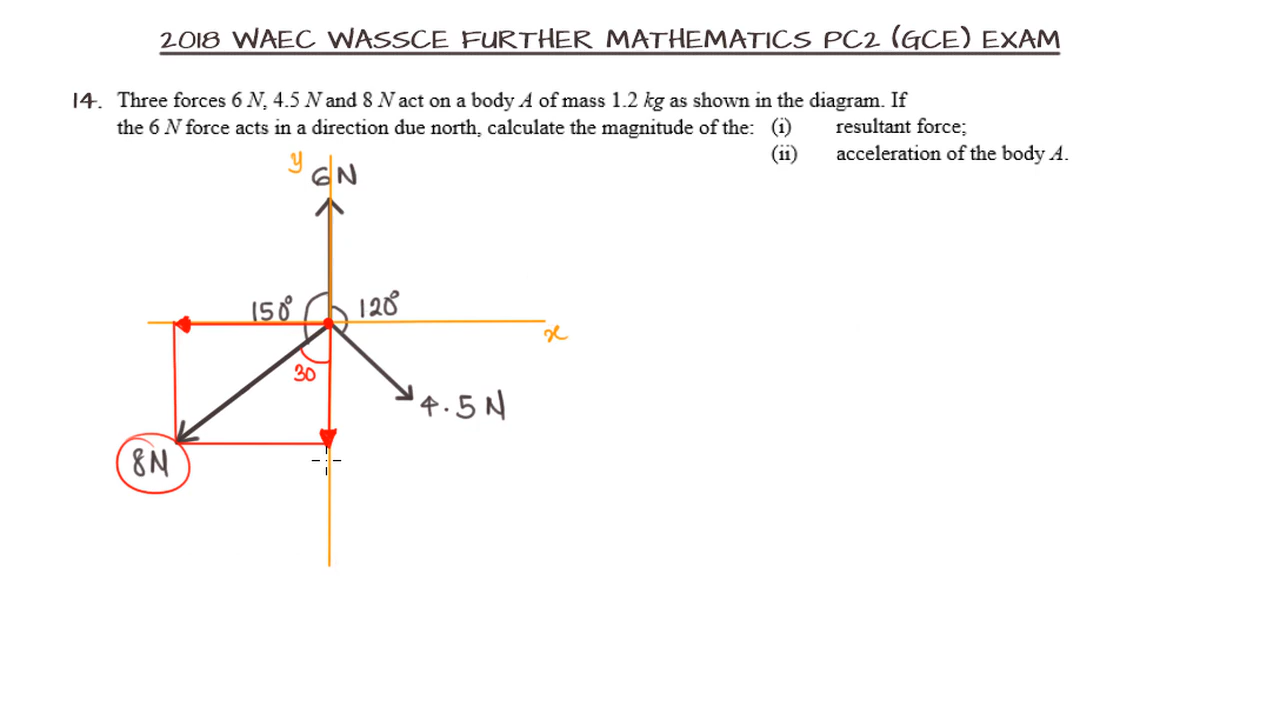 2018 WAEC WASSCE FURTHER MATHEMATICS PC2 (GCE) EXAM
14. Three forces 6 N, 4.5 N and 8 N act on a body A of mass 1.2 kg as shown in the diagram. If
the 6 N force acts in a direction due north, calculate the magnitude of the: (i) resultant force;
(ii) acceleration of the body A.
y
6N
150° 120°
x
30
4.5N
8N